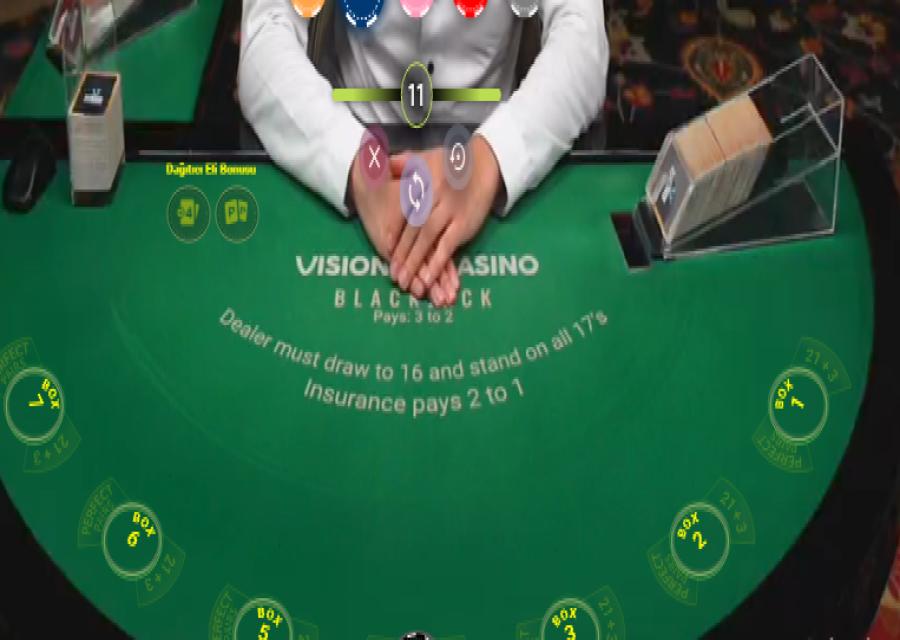 11
Dağıtıcı Eli Bonusu
VISION CASINO
BLACKJACK
Pays: 3 to 2
Dealer must draw to 16 and stand on all 17's
Insurance pays 2 to 1
PERFECT PAIRS
BOX 7
21+3
21+3
BOX 1
PERFECT PAIRS
PERFECT PAIRS
BOX 6
21+3
21+3
BOX 2
PERFECT PAIRS
PERFECT
BOX 5
BOX 3
21+3